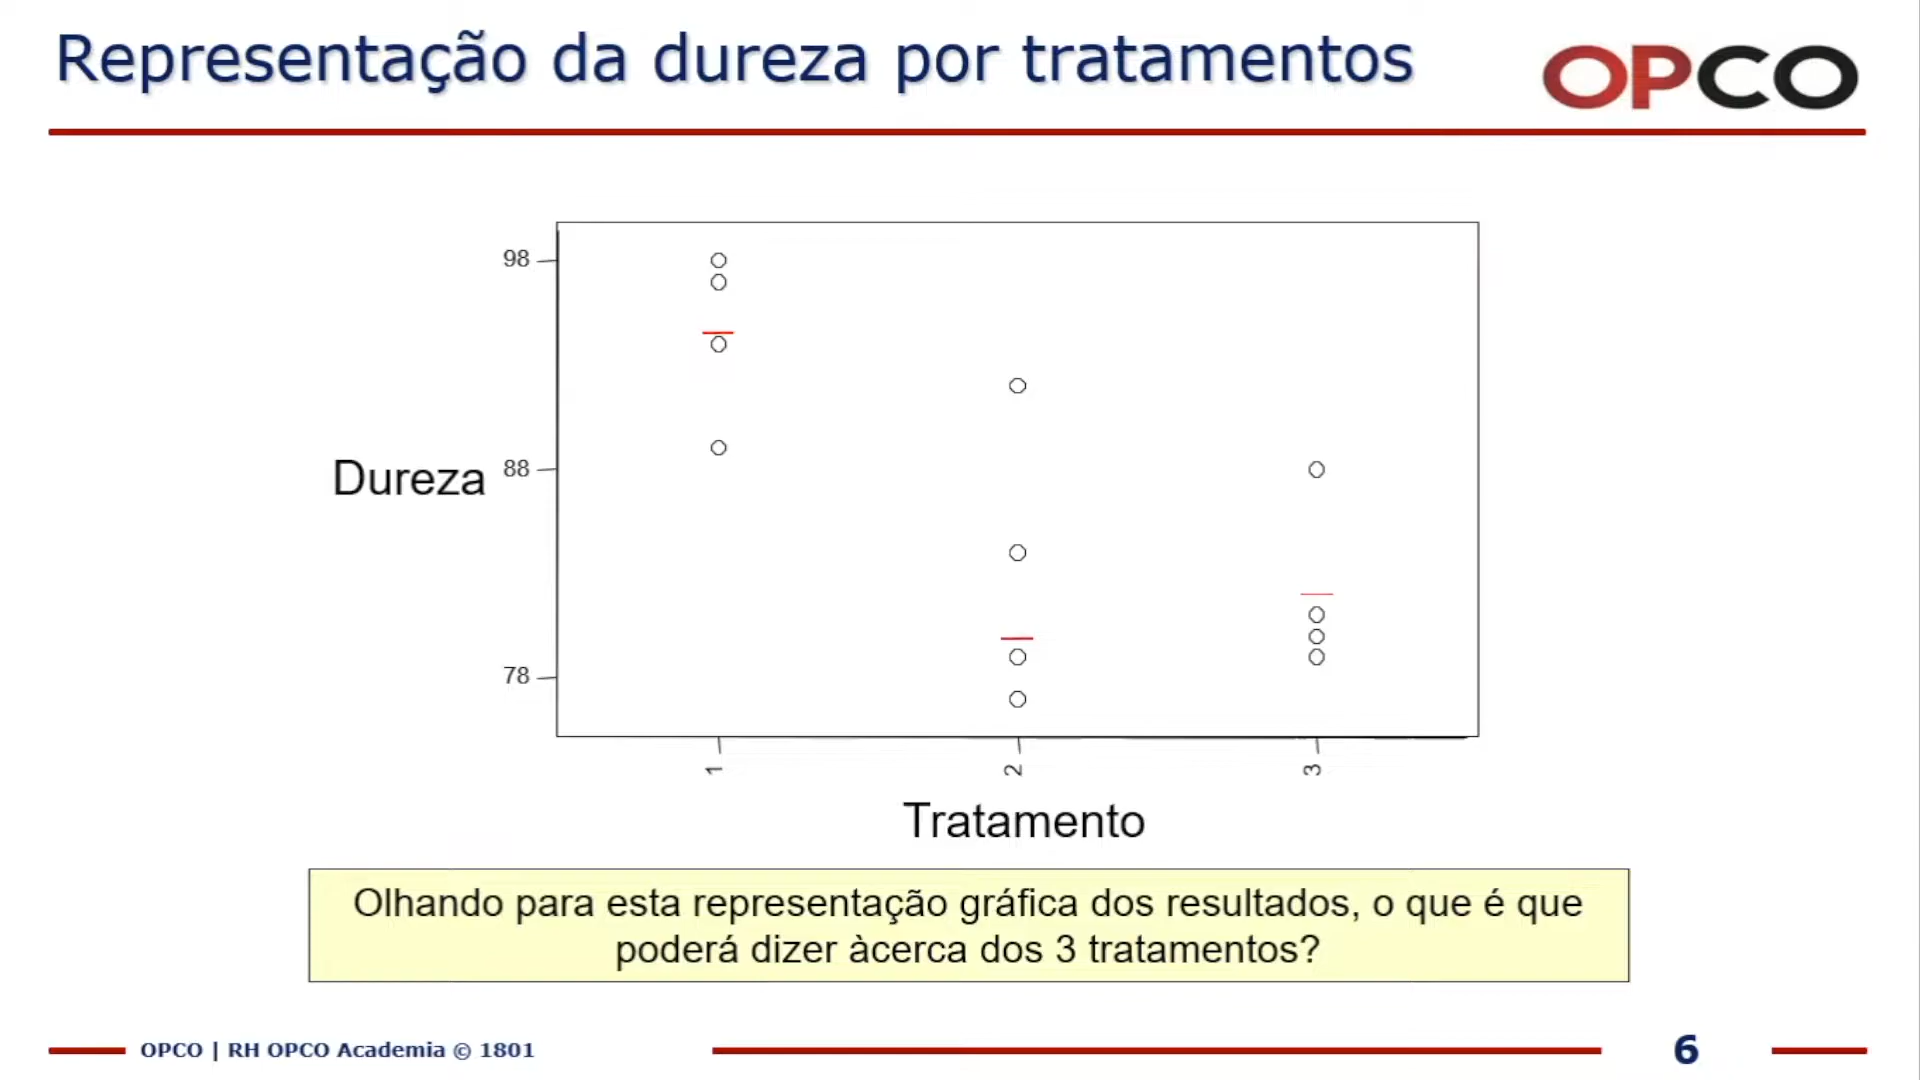 Representação da dureza por tratamentos
OPCO
98
Dureza
88
78
1
2
3
Tratamento
Olhando para esta representação gráfica dos resultados, o que é que
poderá dizer àcerca dos 3 tratamentos?
OPCO | RH OPCO Academia © 1801
6